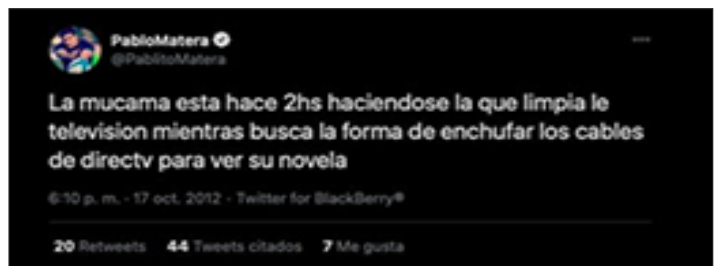 PabloMatera
@PablitoMatera
La mucama esta hace 2hs haciendose la que limpia le
television mientras busca la forma de enchufar los cables
de directv para ver su novela
6:10 p. m. · 17 oct. 2012 · Twitter for BlackBerry®
20 Retweets 44 Tweets citados 7 Me gusta